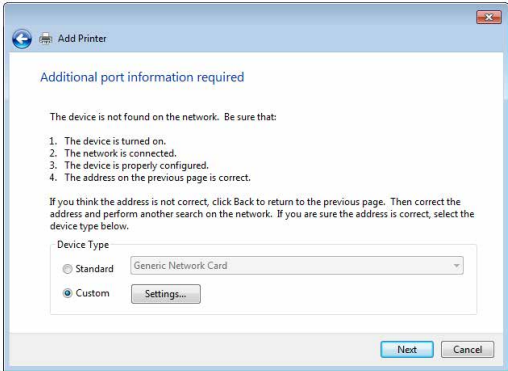 Add Printer
Additional port information required
The device is not found on the network. Be sure that:
1. The device is turned on.
2. The network is connected.
3. The device is properly configured.
4. The address on the previous page is correct.
If you think the address is not correct, click Back to return to the previous page. Then correct the
address and perform another search on the network. If you are sure the address is correct, select the
device type below.
Device Type
Standard Generic Network Card
Custom Settings...
Next Cancel